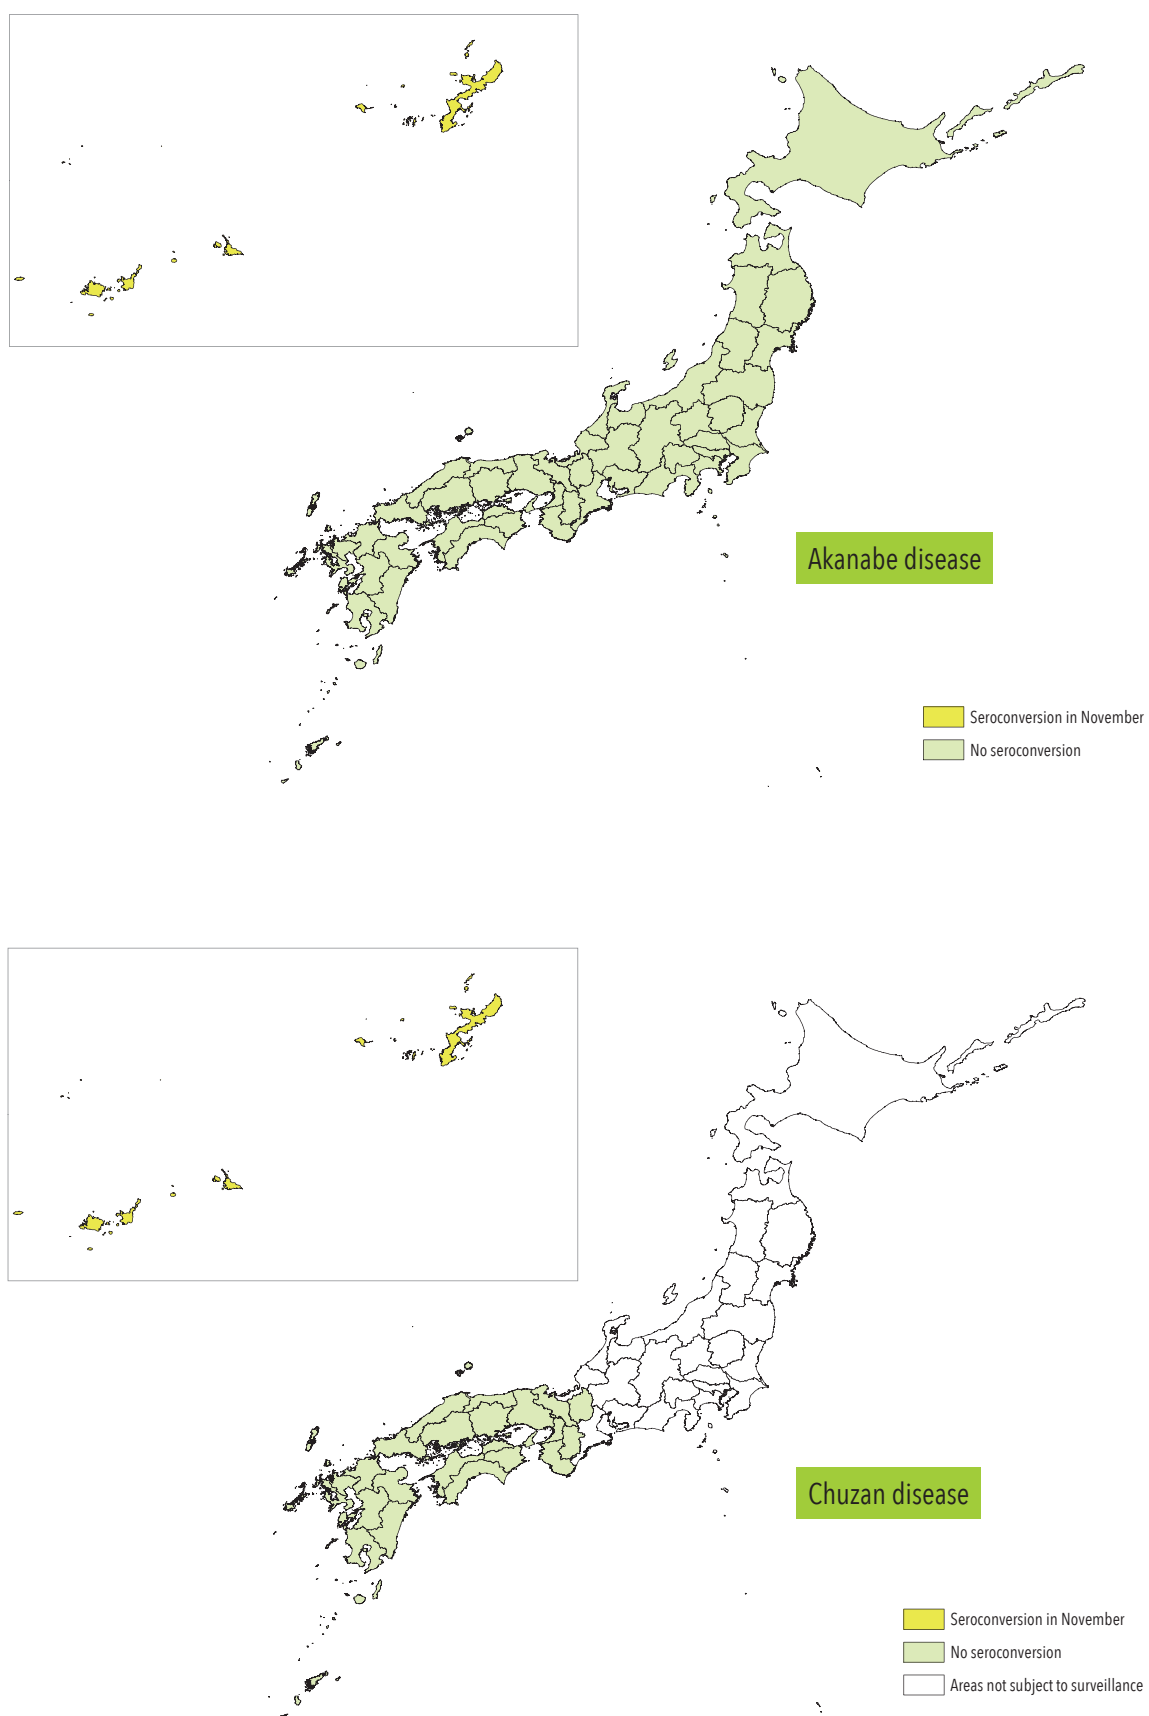 Akanabe disease
Seroconversion in November
No seroconversion
Chuzan disease
Seroconversion in November
No seroconversion
Areas not subject to surveillance